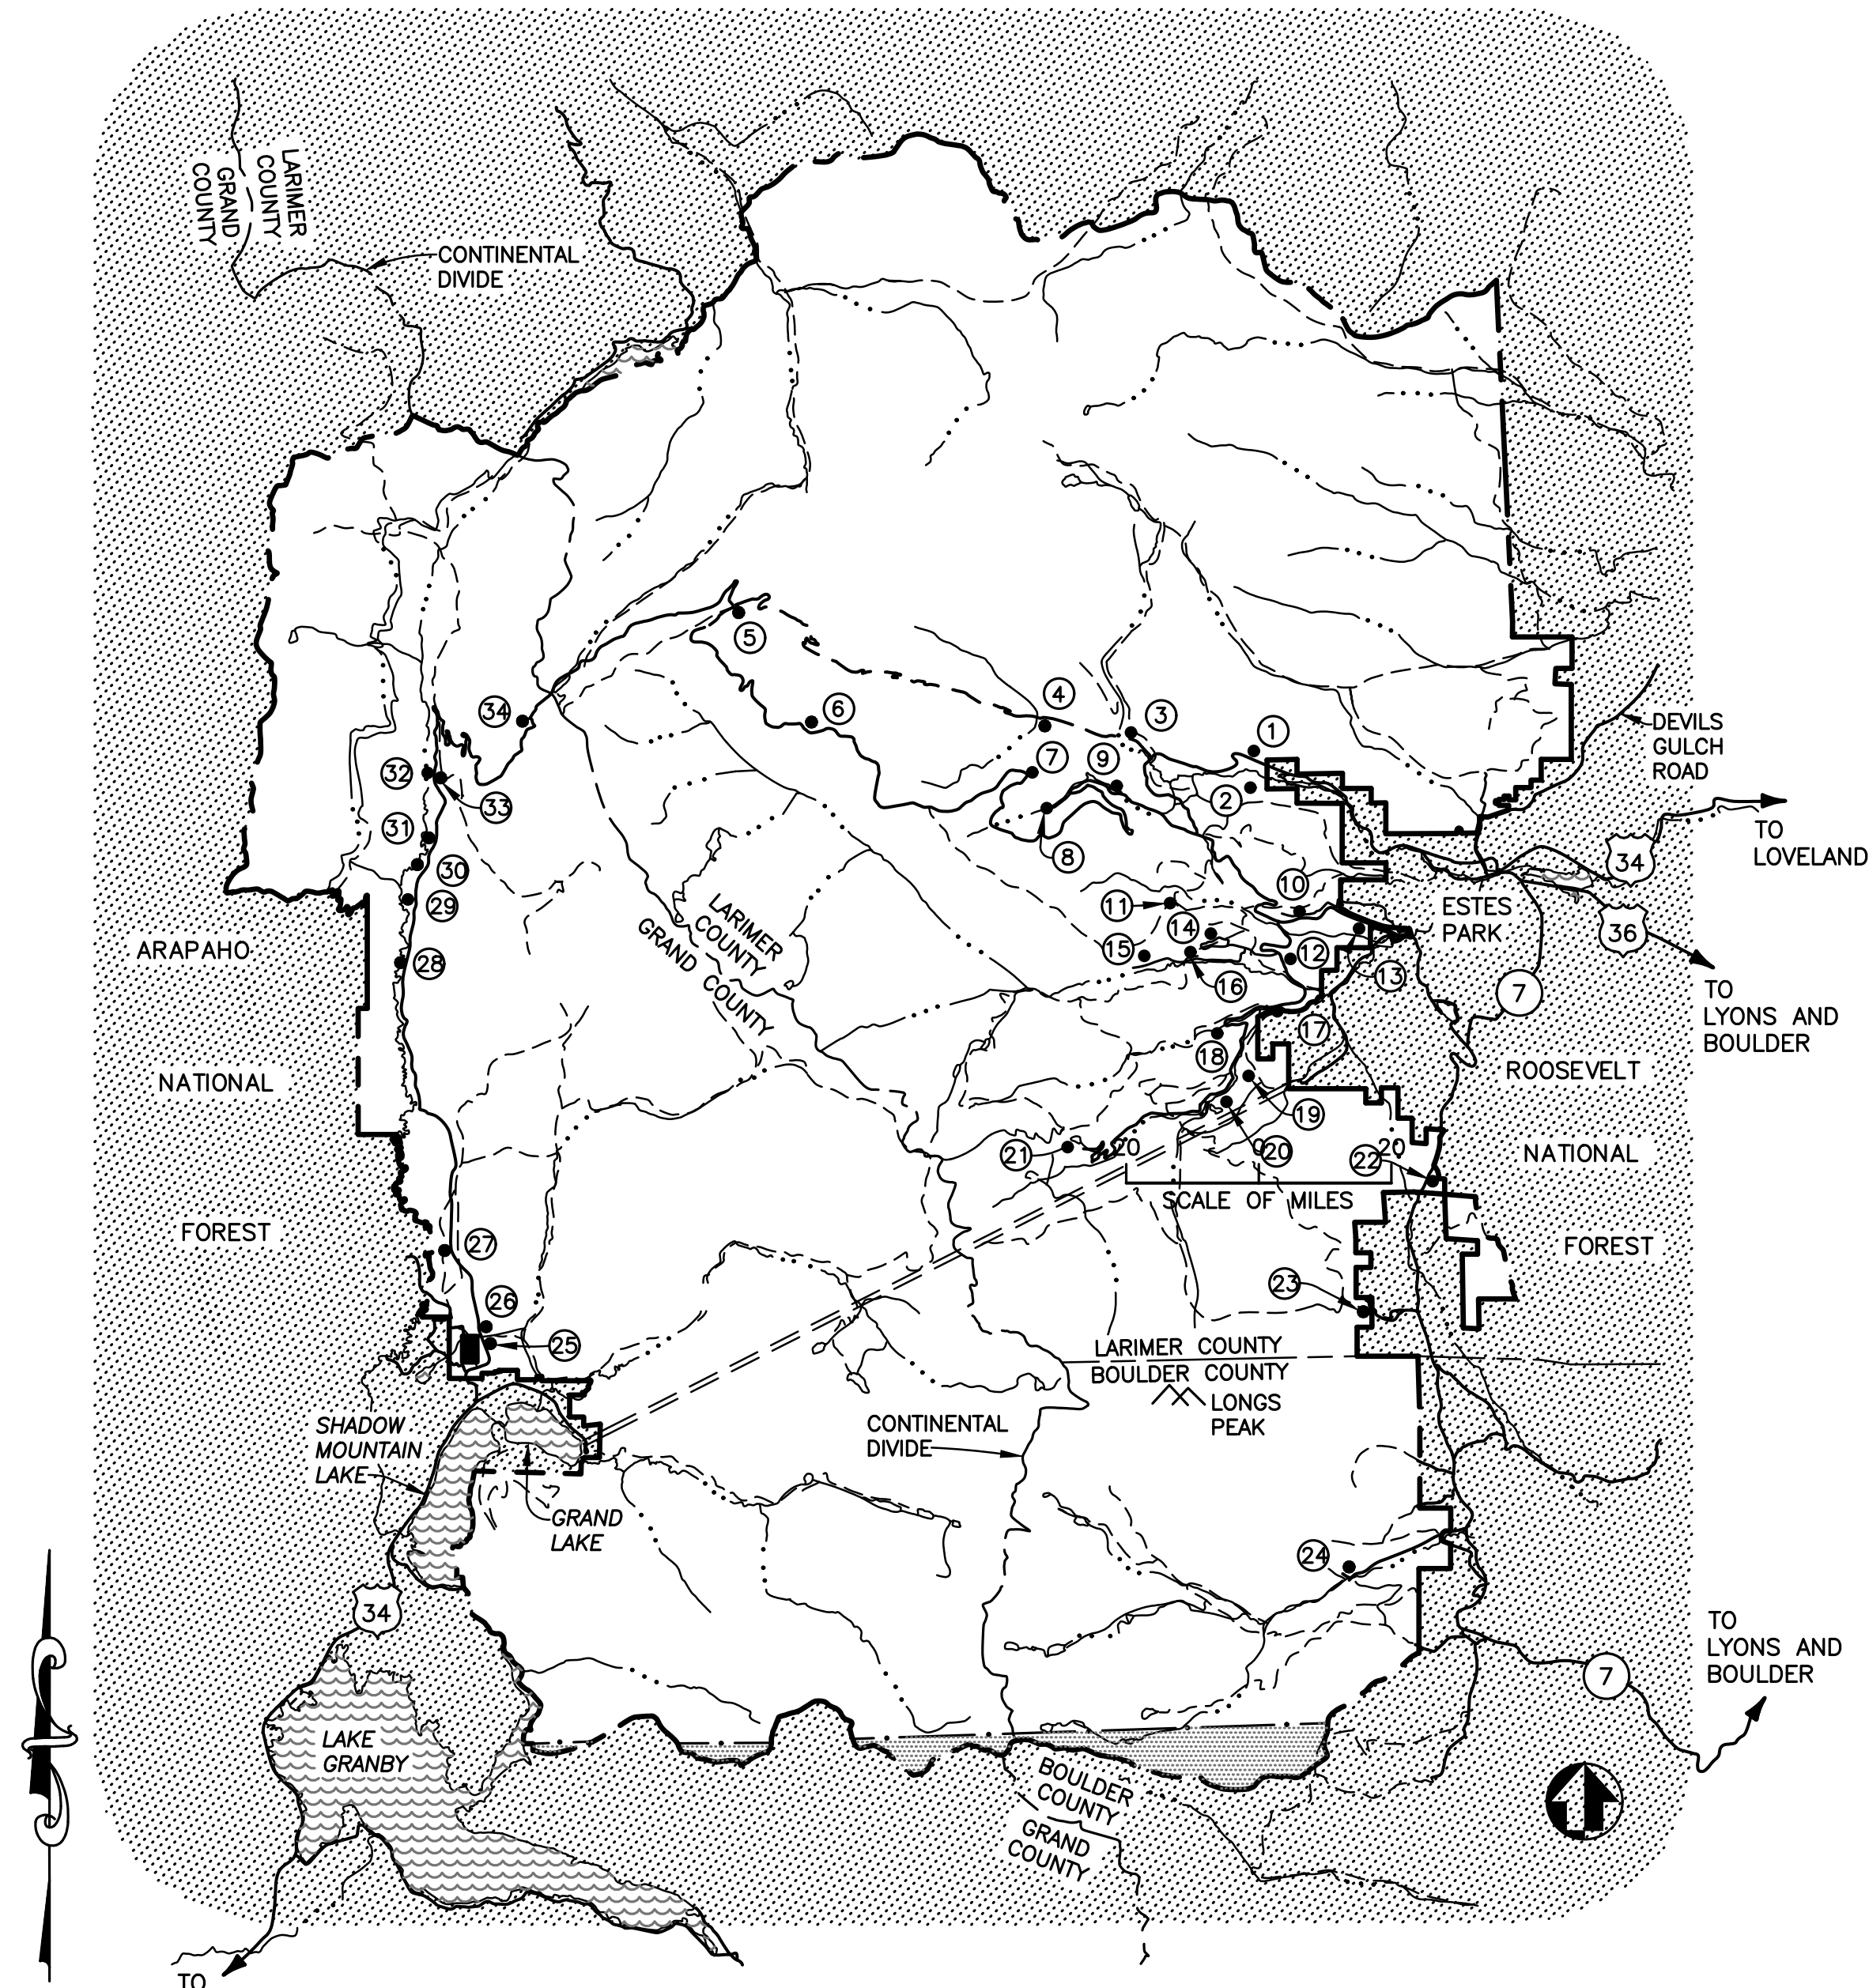 LARIMER
COUNTY
GRAND
COUNTY
CONTINENTAL
DIVIDE
5
6
4
3
1
34
7
9
2
DEVILS
GULCH
ROAD
32
33
31
8
30
TO
LOVELAND
34
29
LARIMER
COUNTY
GRAND COUNTY
10
11
14
ESTES
PARK
36
ARAPAHO
28
15
12
16
13
7
TO
LYONS AND
BOULDER
17
18
NATIONAL
ROOSEVELT
19
21
20
0
20
20
22
NATIONAL
SCALE OF MILES
FOREST
27
FOREST
23
26
25
LARIMER COUNTY
BOULDER COUNTY
LONGS
PEAK
SHADOW
MOUNTAIN
LAKE
CONTINENTAL
DIVIDE
GRAND
LAKE
24
34
TO
LYONS AND
BOULDER
7
LAKE
GRANBY
BOULDER
COUNTY
GRAND
COUNTY
TO